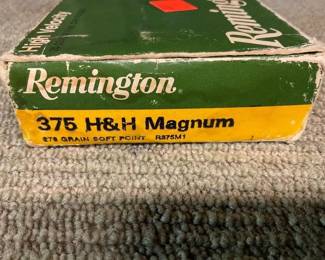 High Velocity
Remington
Remington
375 H&H Magnum
270 GRAIN SOFT POINT R375M1